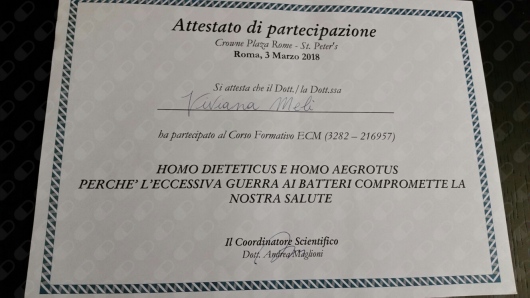 Attestato di partecipazione
Crowne Plaza Rome - St. Peter's
Roma, 3 Marzo 2018
Si attesta che il Dott./ la Dott.ssa
Viviana Meli
ha partecipato al Corso Formativo ECM (3282 – 216957)
HOMO DIETETICUS E HOMO AEGROTUS
PERCHE' L'ECCESSIVA GUERRA AI BATTERI COMPROMETTE LA
NOSTRA SALUTE
Il Coordinatore Scientifico
Dott. Andrea Maglioni